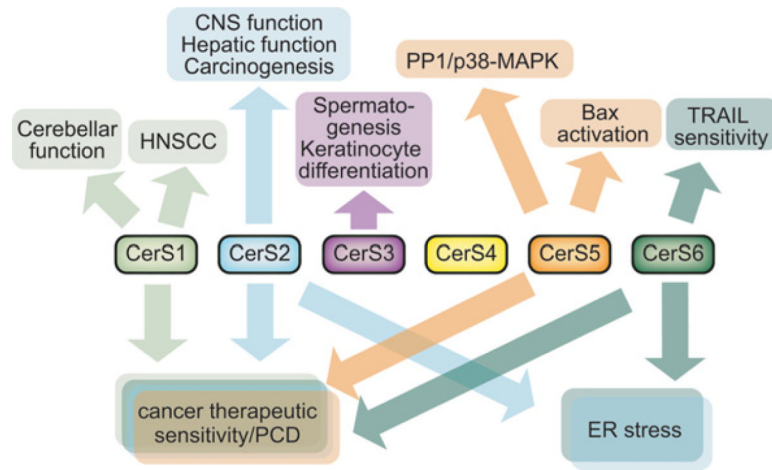 CNS function
Hepatic function
Carcinogenesis
PP1/p38-MAPK
Cerebellar
function
HNSCC
Spermato-
genesis
Keratinocyte
differentiation
Bax
activation
TRAIL
sensitivity
CerS1
CerS2
CerS3
CerS4
CerS5
CerS6
cancer therapeutic
sensitivity/PCD
ER stress